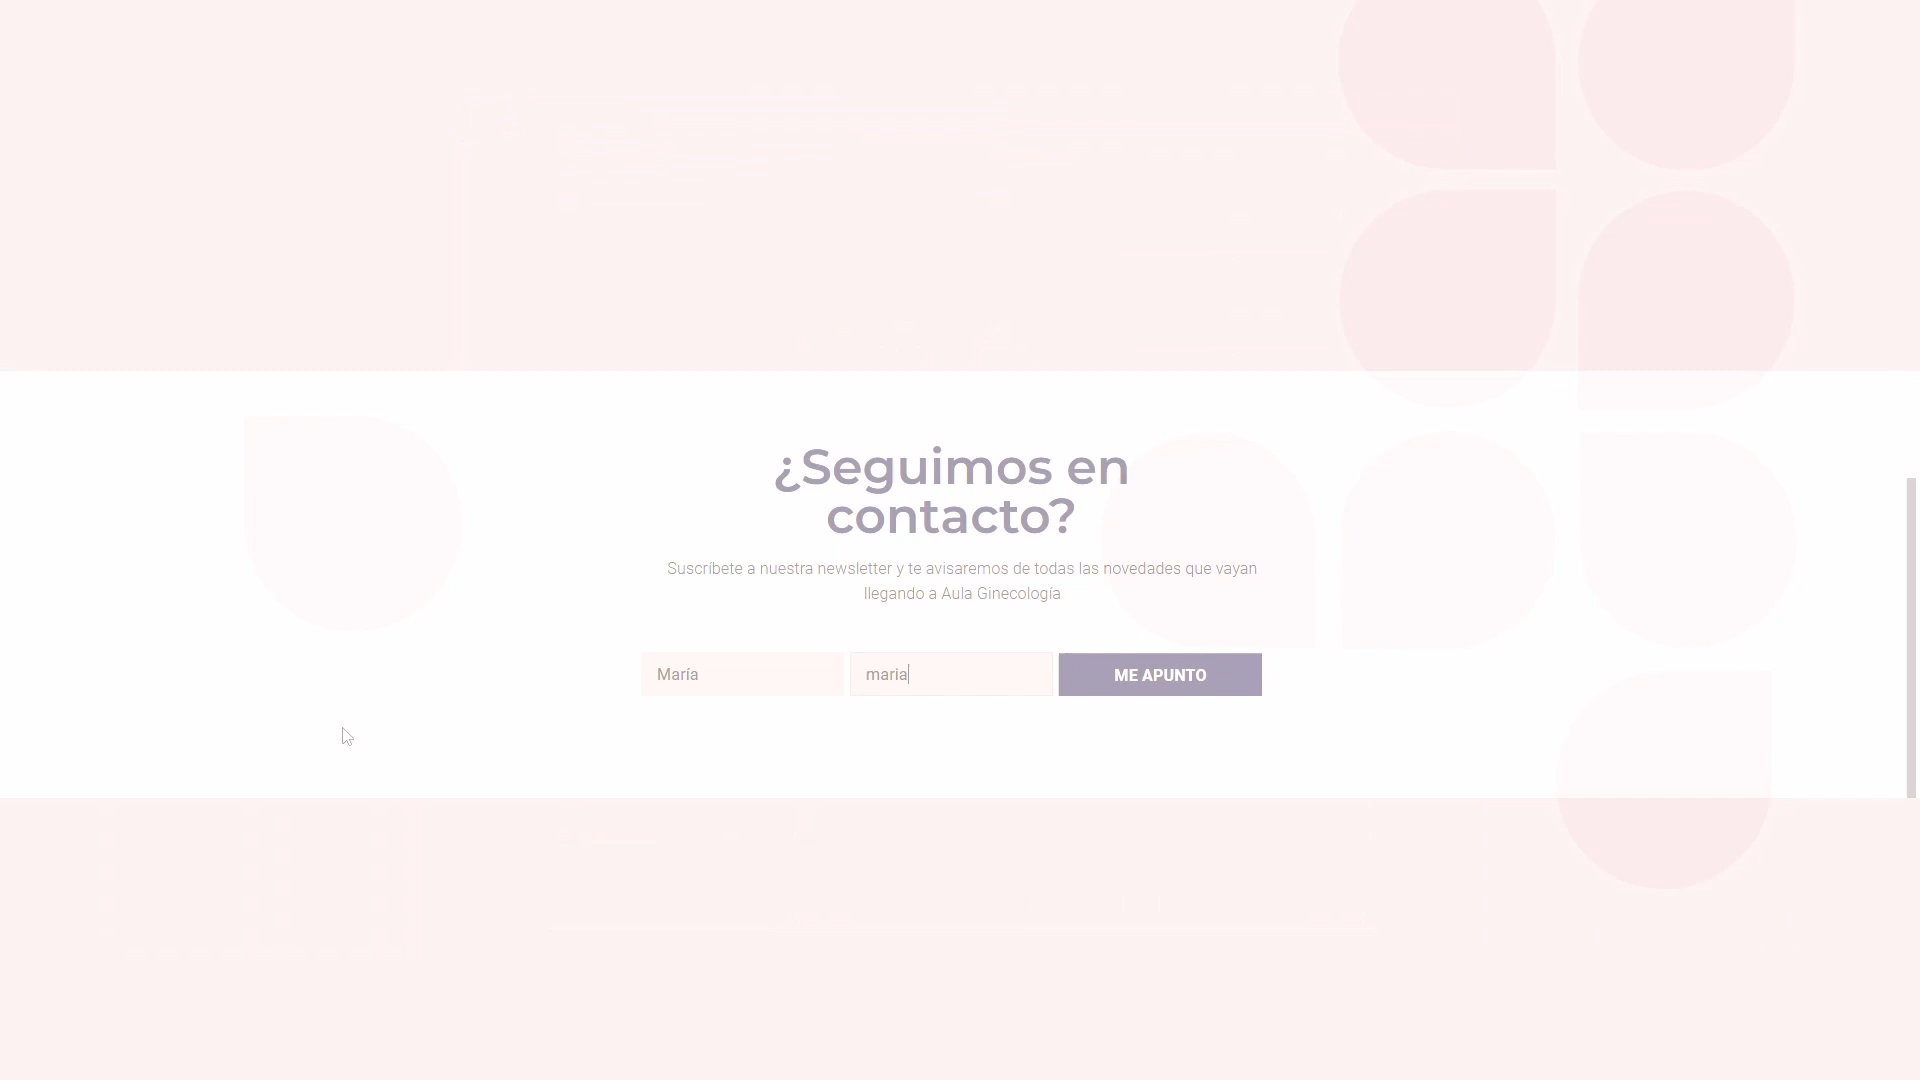 ¿Seguimos en
contacto?
Suscríbete a nuestra newsletter y te avisaremos de todas las novedades que vayan
llegando a Aula Ginecología
María maria ME APUNTO